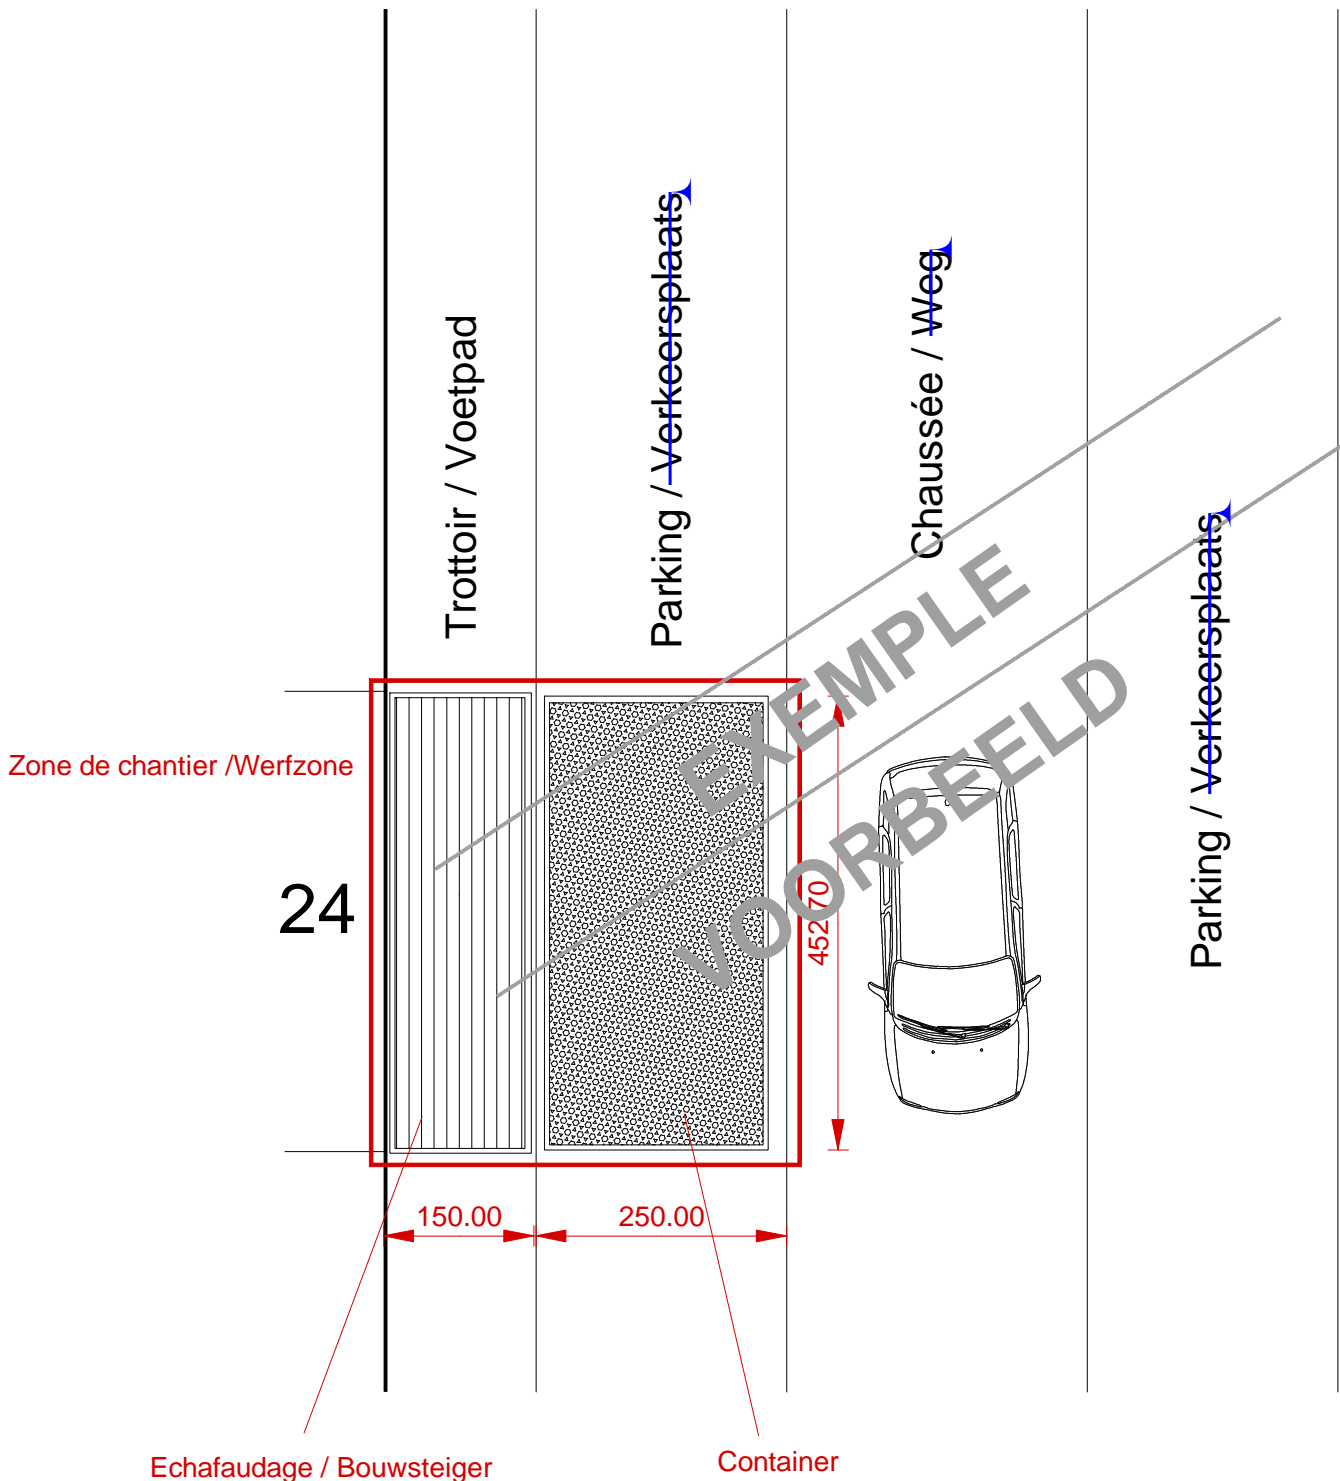 Trottoir / Voetpad
Parking / Verkeersplaats
Chaussée / Weg
Parking / Verkeersplaats
EXEMPLE
VOORBEELD
Zone de chantier /Werfzone
24
452.70
150.00
250.00
Echafaudage / Bouwsteiger
Container